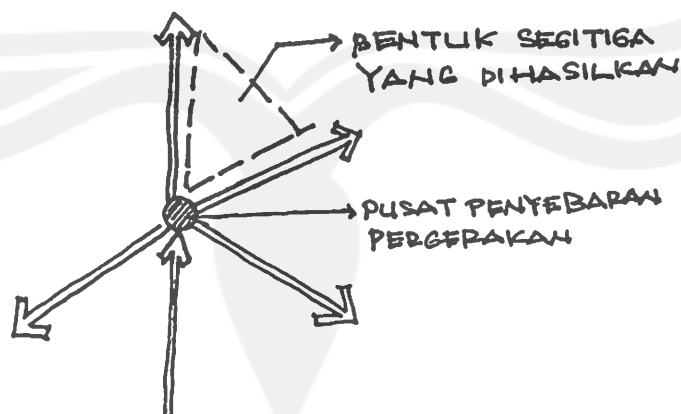 BENTUK SEGITIGA
YANG DIHASILKAN
PUSAT PENYEBARAN
PERGERAKAN